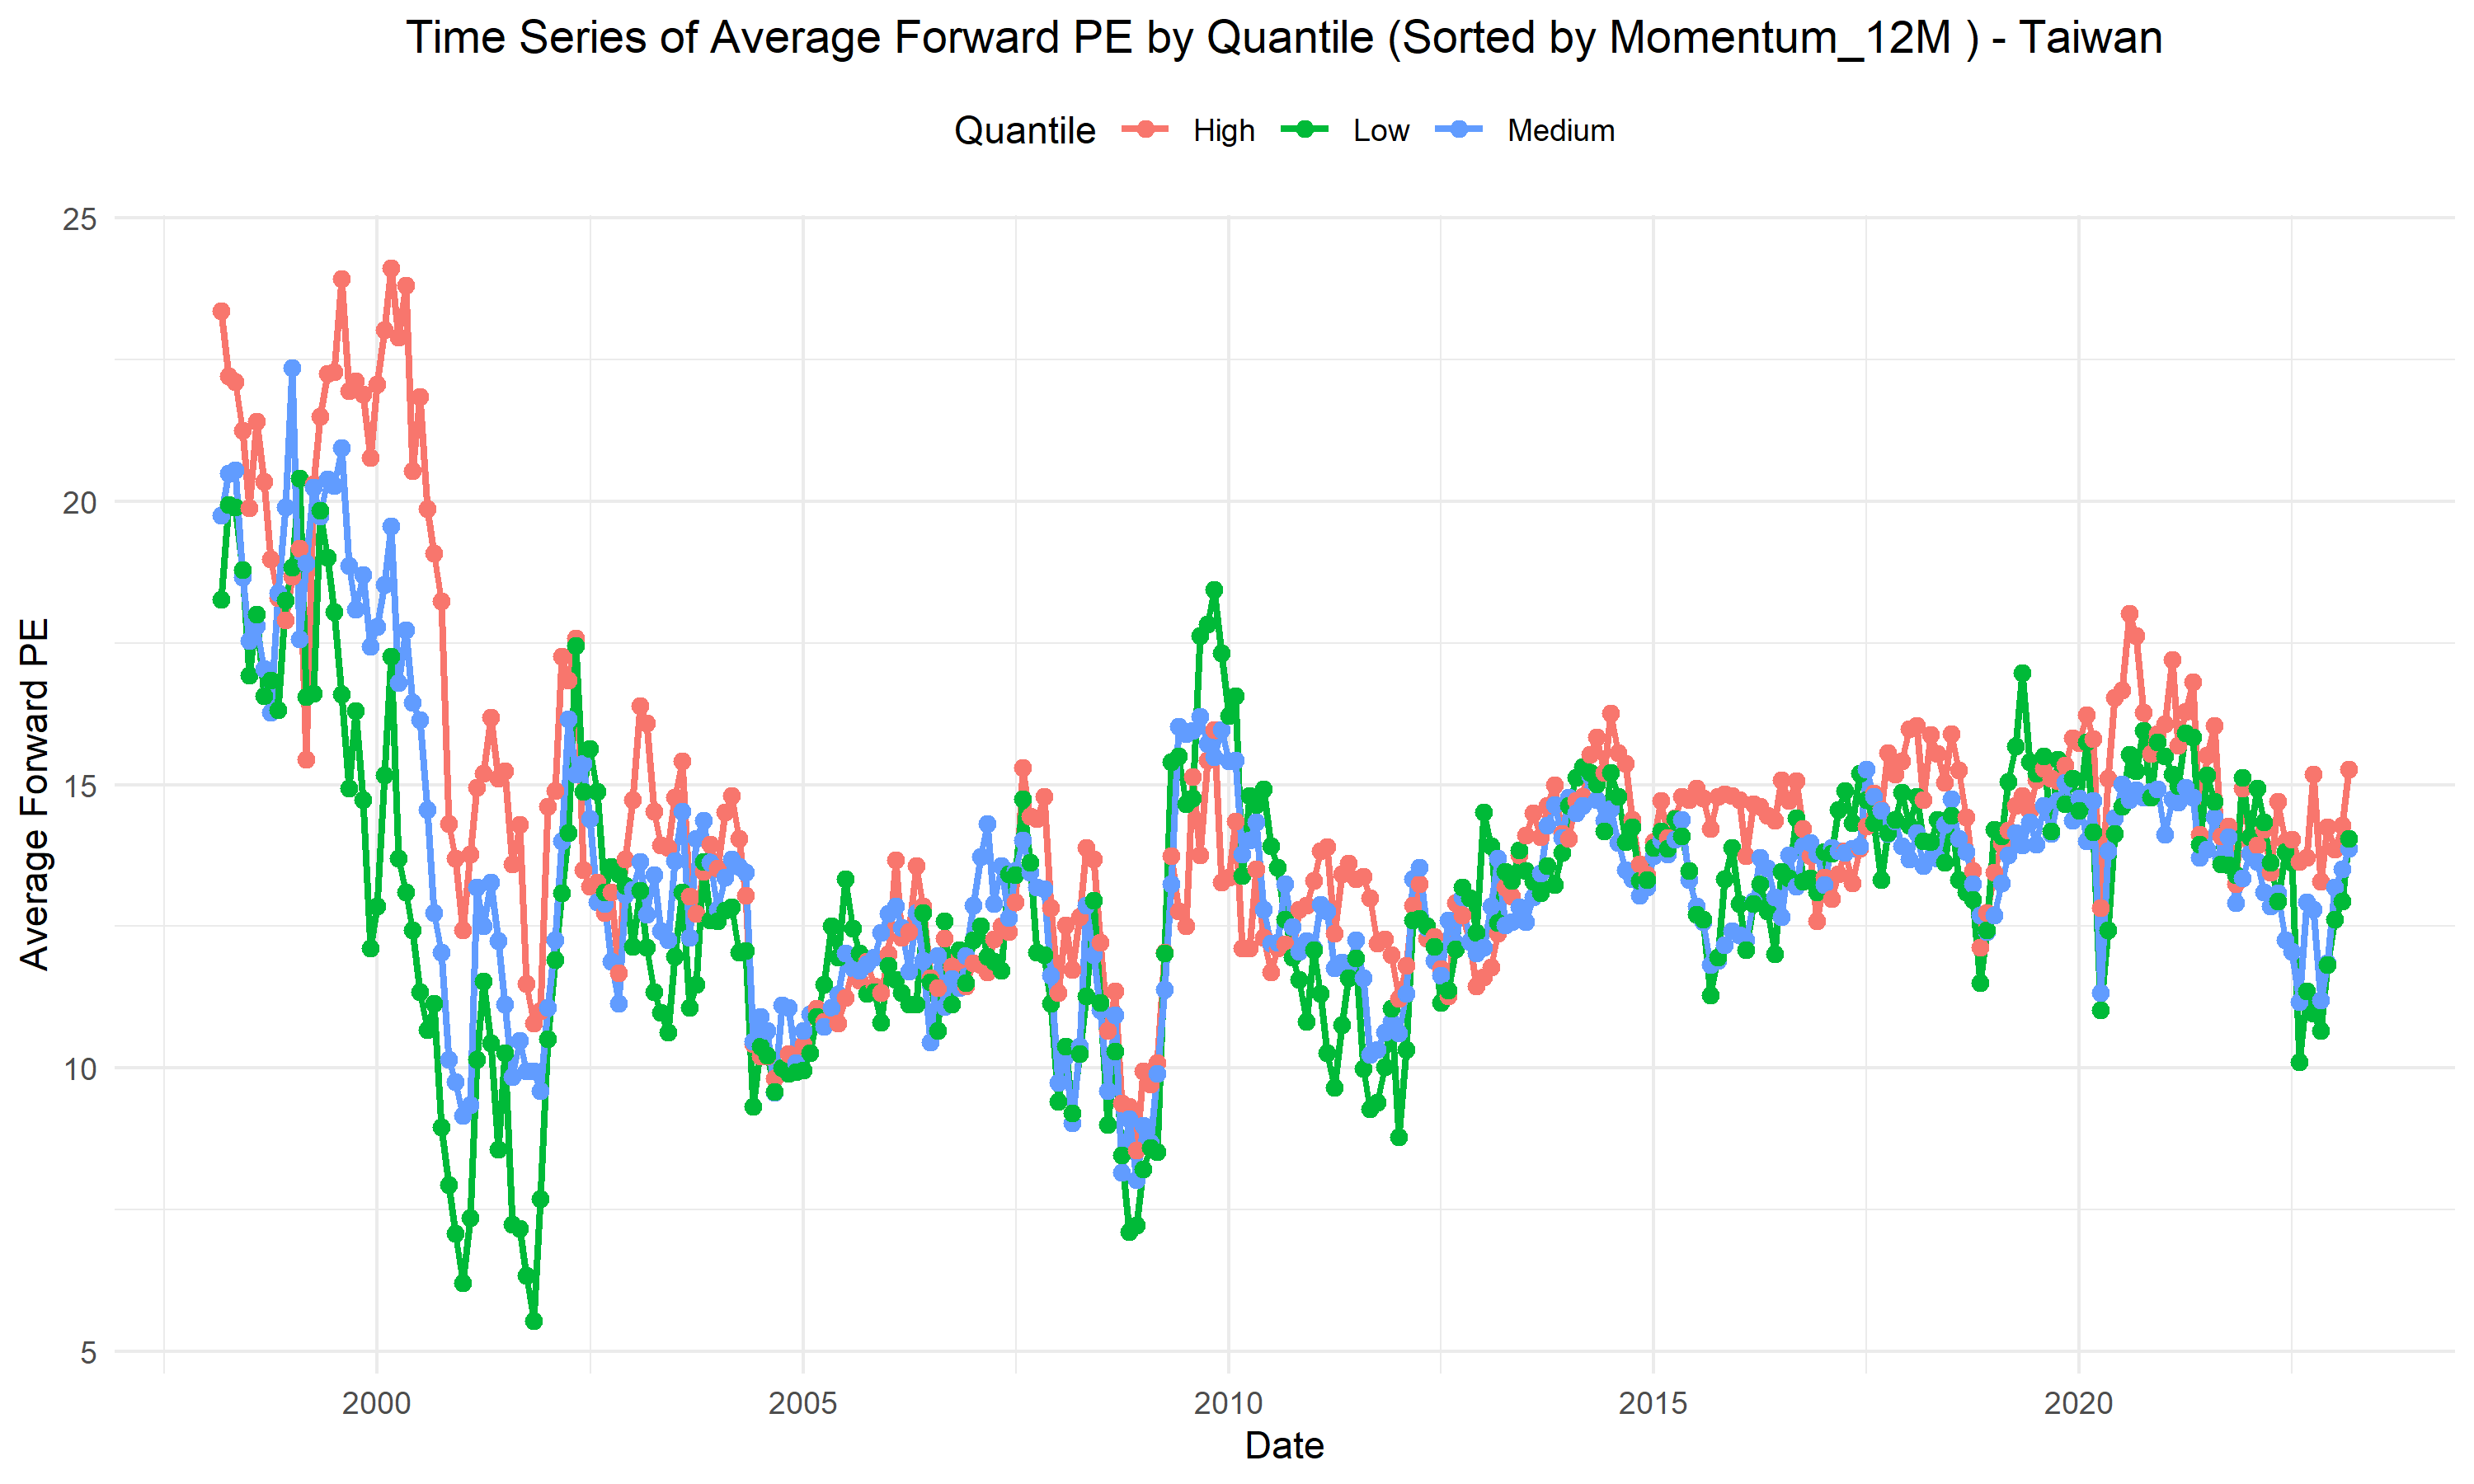 Time Series of Average Forward PE by Quantile (Sorted by Momentum_12M ) - Taiwan
Quantile High Low Medium
Average Forward PE
25
20
15
10
5
2000 2005 2010 2015 2020
Date